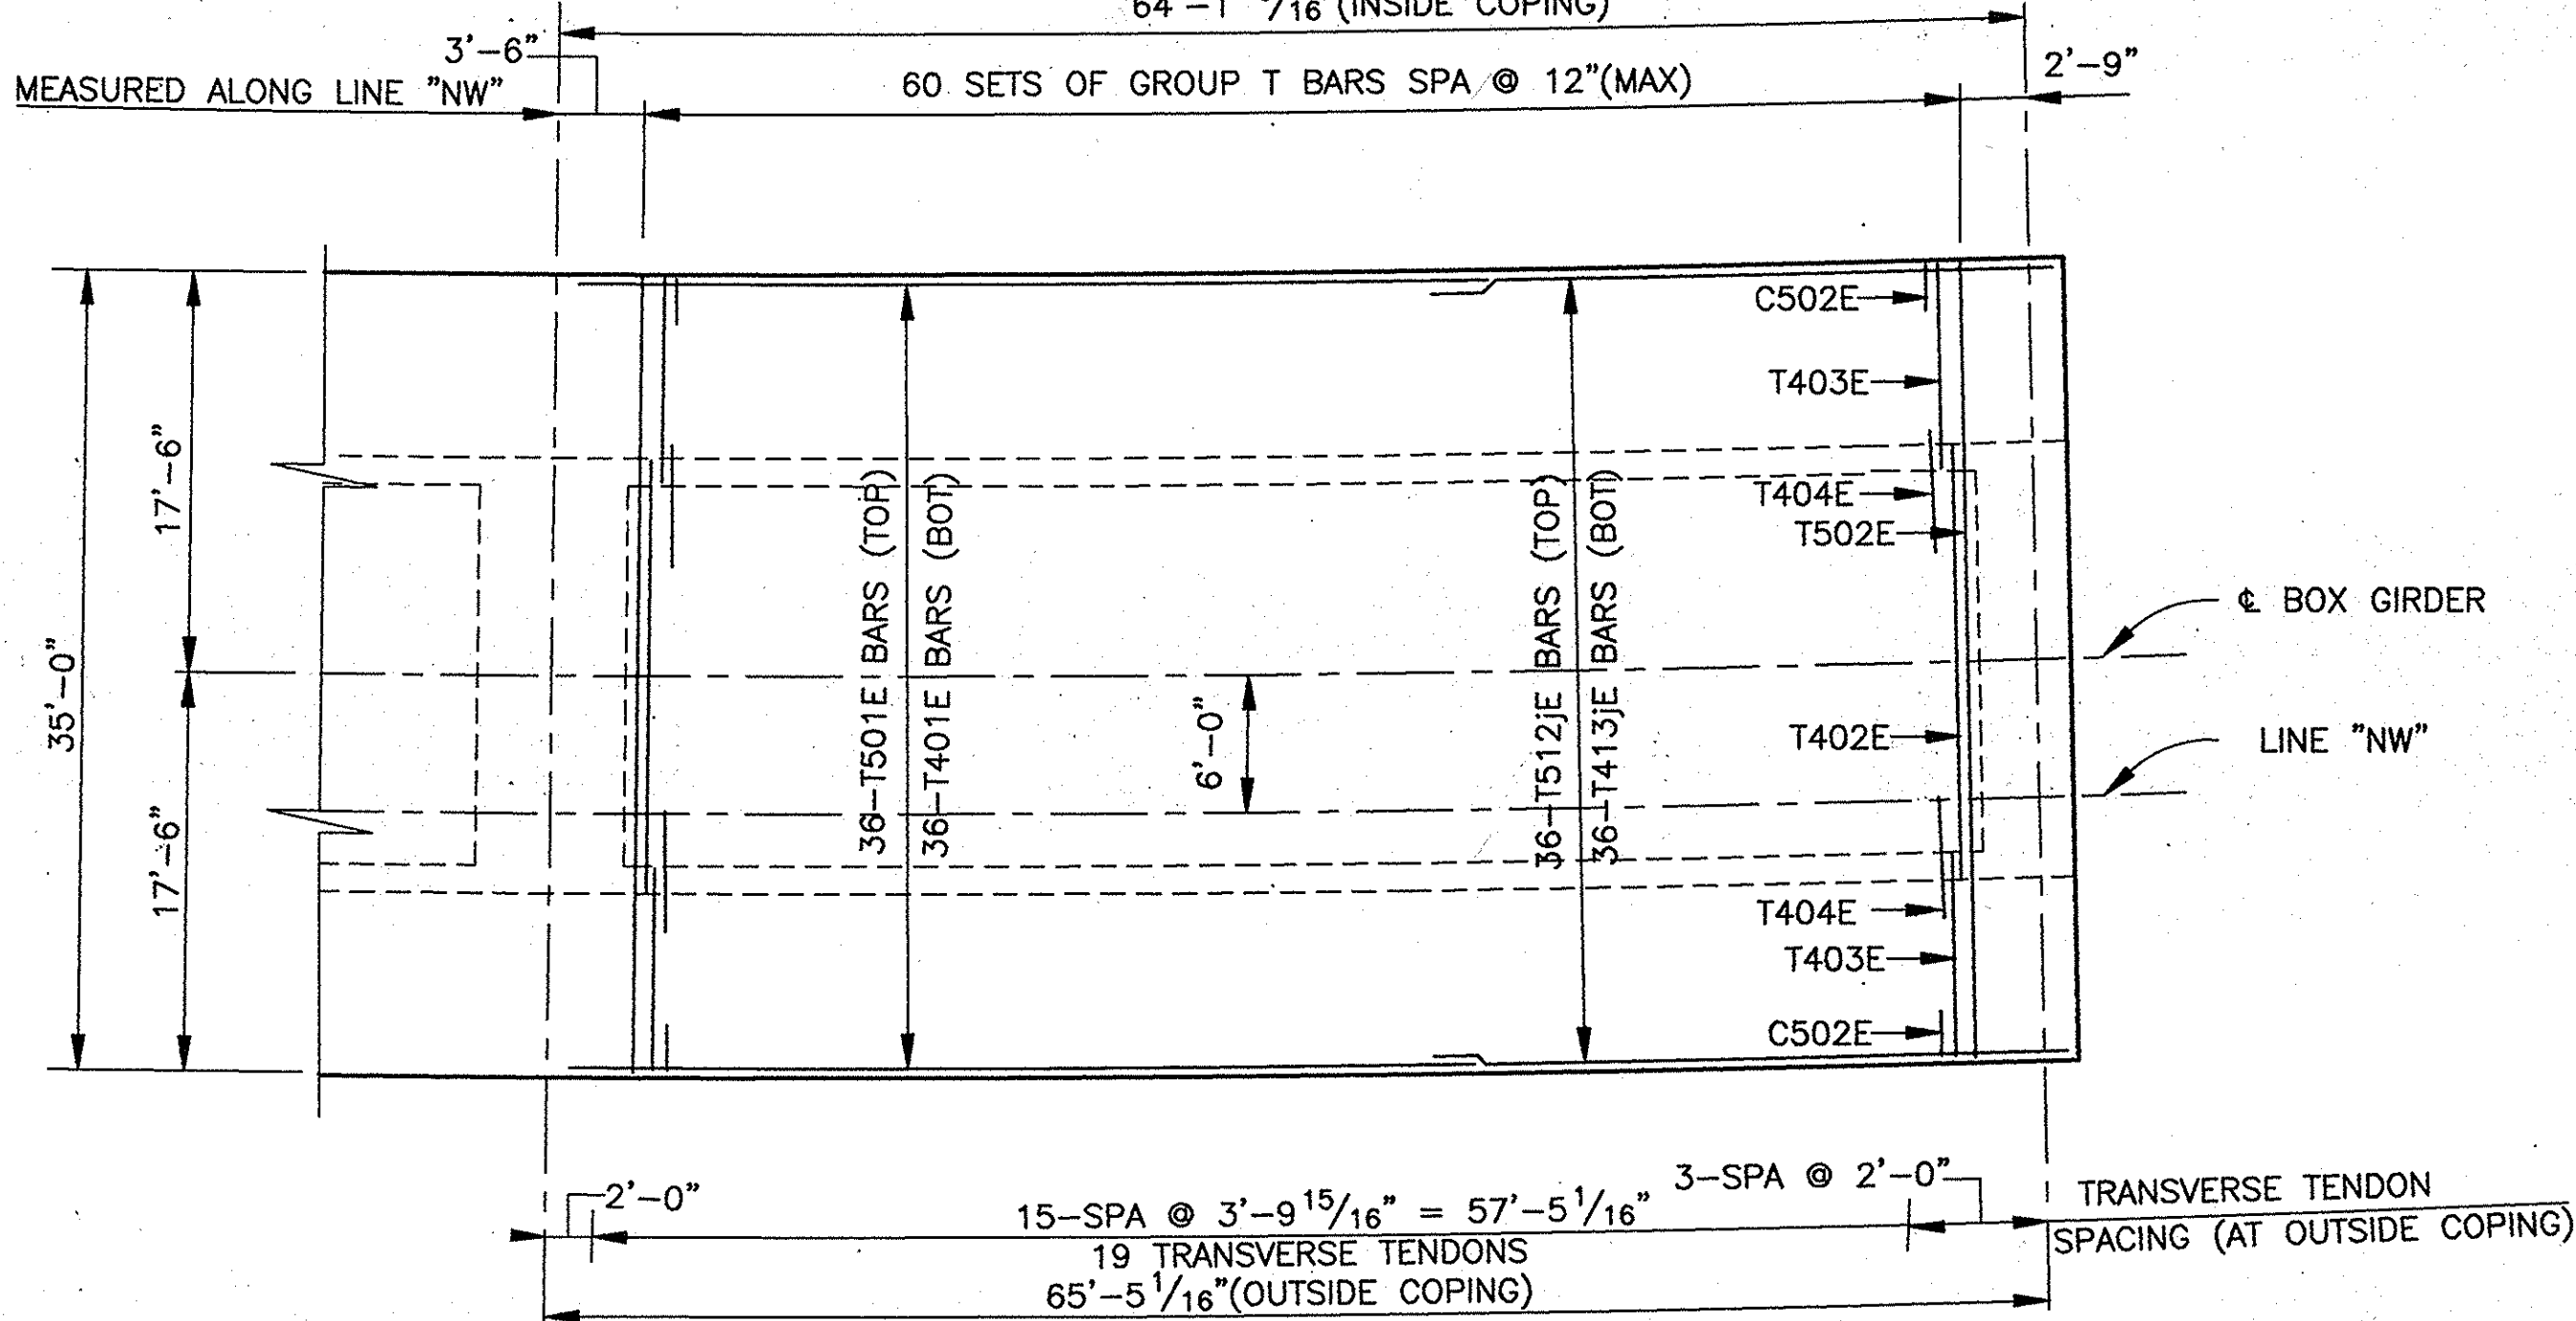 (INSIDE COPING)
3'-6"
2'-9"
MEASURED ALONG LINE "NW"
60 SETS OF GROUP T BARS SPA @ 12"(MAX)
C502E
T403E
T404E
T502E
17'-6"
36-T501E BARS (TOP)
36-T401E BARS (BOT)
36-T512jE BARS (TOP)
36-T413jE BARS (BOT)
℄ BOX GIRDER
35'-0"
6'-0"
T402E
LINE "NW"
17'-6"
T404E
T403E
C502E
2'-0"
15-SPA @ 3'-9 15/16" = 57'-5 1/16"
3-SPA @ 2'-0"
TRANSVERSE TENDON
SPACING (AT OUTSIDE COPING)
19 TRANSVERSE TENDONS
65'-5 1/16"(OUTSIDE COPING)